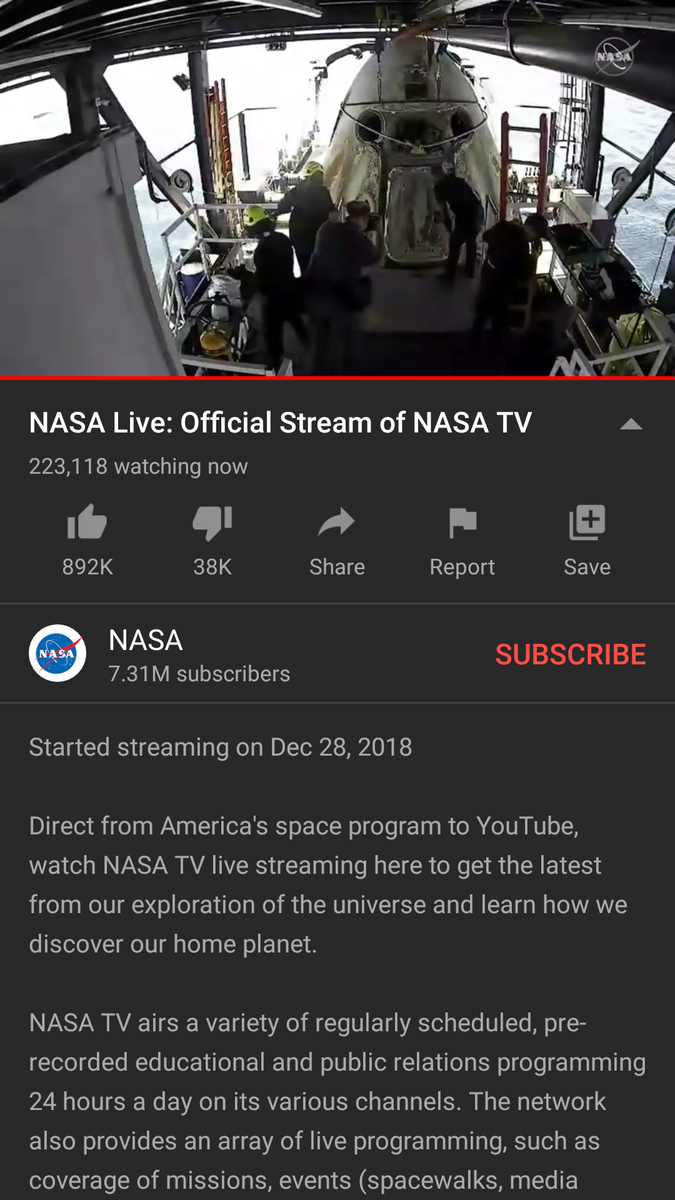 NASA
NASA Live: Official Stream of NASA TV
223,118 watching now
892K
38K
Share
Report
Save
NASA
NASA
7.31M subscribers
SUBSCRIBE
Started streaming on Dec 28, 2018
Direct from America's space program to YouTube,
watch NASA TV live streaming here to get the latest
from our exploration of the universe and learn how we
discover our home planet.
NASA TV airs a variety of regularly scheduled, pre-
recorded educational and public relations programming
24 hours a day on its various channels. The network
also provides an array of live programming, such as
coverage of missions, events (spacewalks, media